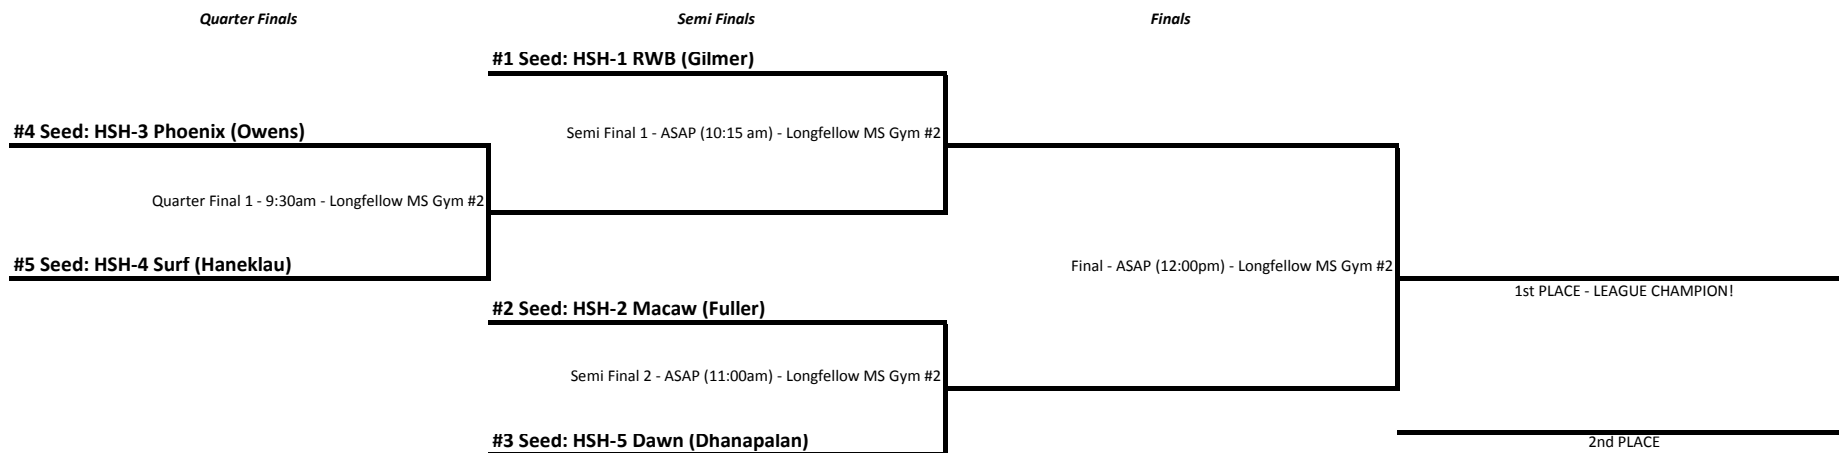 Quarter Finals
Semi Finals
Finals
#1 Seed: HSH-1 RWB (Gilmer)
#4 Seed: HSH-3 Phoenix (Owens)
Semi Final 1 - ASAP (10:15 am) - Longfellow MS Gym #2
Quarter Final 1 - 9:30am - Longfellow MS Gym #2
#5 Seed: HSH-4 Surf (Haneklau)
Final - ASAP (12:00pm) - Longfellow MS Gym #2
1st PLACE - LEAGUE CHAMPION!
#2 Seed: HSH-2 Macaw (Fuller)
Semi Final 2 - ASAP (11:00am) - Longfellow MS Gym #2
#3 Seed: HSH-5 Dawn (Dhanapalan)
2nd PLACE